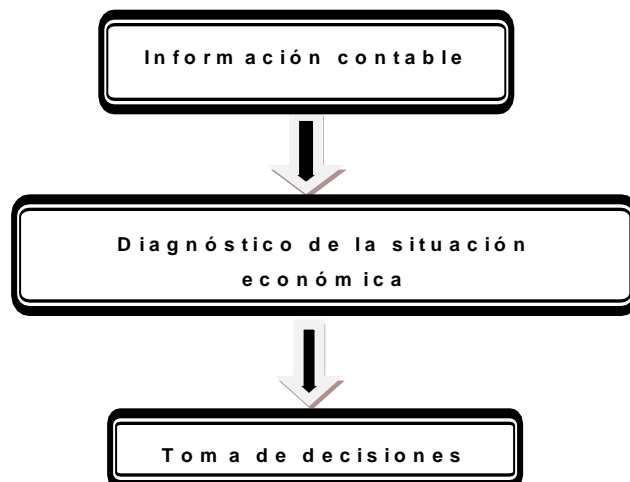 Información contable
Diagnóstico de la situación
económica
Toma de decisiones